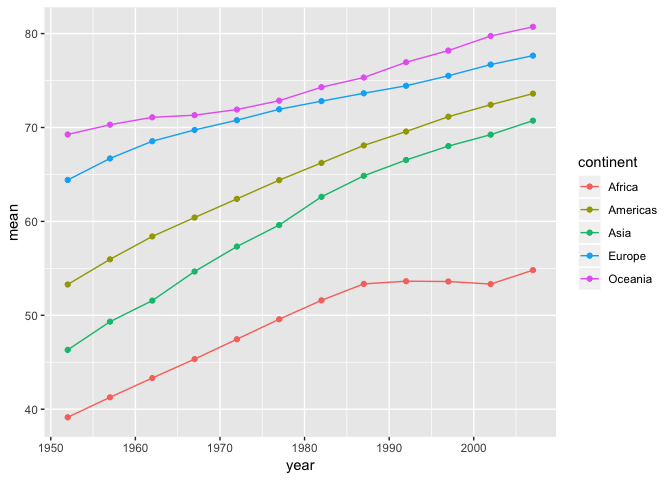 80
70
60
50
40
mean
1950
1960
1970
1980
1990
2000
year
continent
Africa
Americas
Asia
Europe
Oceania